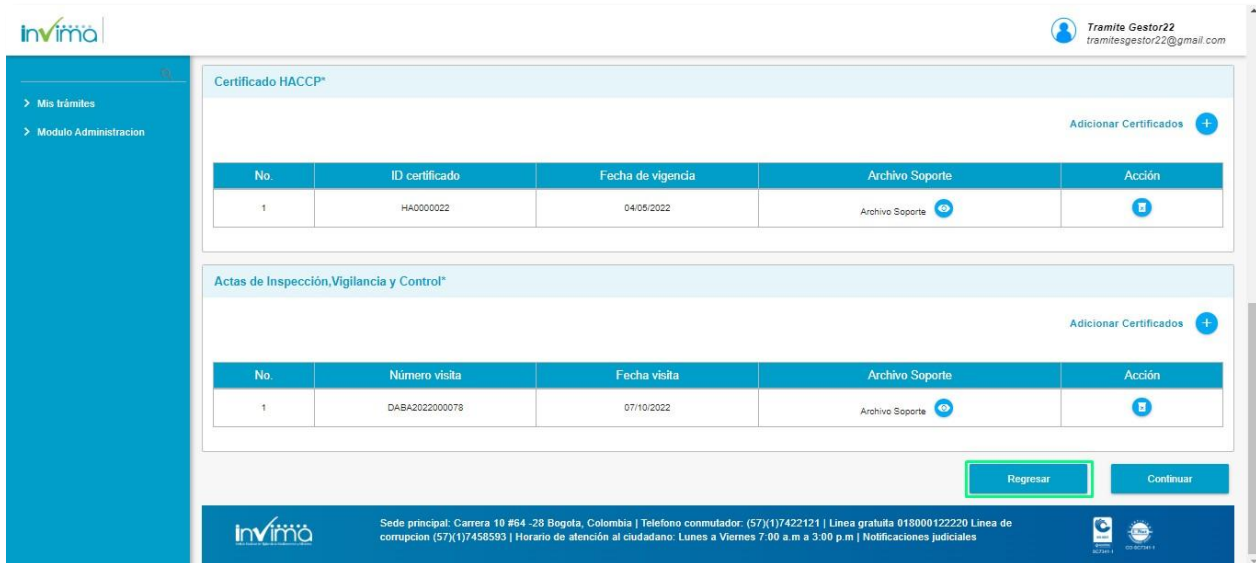 invima
Tramite Gestor22
tramitesgestor22@gmail.com
> Mis trámites
> Modulo Administracion
Certificado HACCP*
Adicionar Certificados +
No. ID certificado Fecha de vigencia Archivo Soporte Acción
1 HA0000022 04/05/2022 Archivo Soporte
Actas de Inspección,Vigilancia y Control*
Adicionar Certificados +
No. Número visita Fecha visita Archivo Soporte Acción
1 DABA2022000078 07/10/2022 Archivo Soporte
Regresar Continuar
invima
Sede principal: Carrera 10 #64 -28 Bogota, Colombia | Telefono conmutador: (57)(1)7422121 | Linea gratuita 018000122220 Linea de
corrupcion (57)(1)7458593 | Horario de atención al ciudadano: Lunes a Viernes 7:00 a.m a 3:00 p.m | Notificaciones judiciales